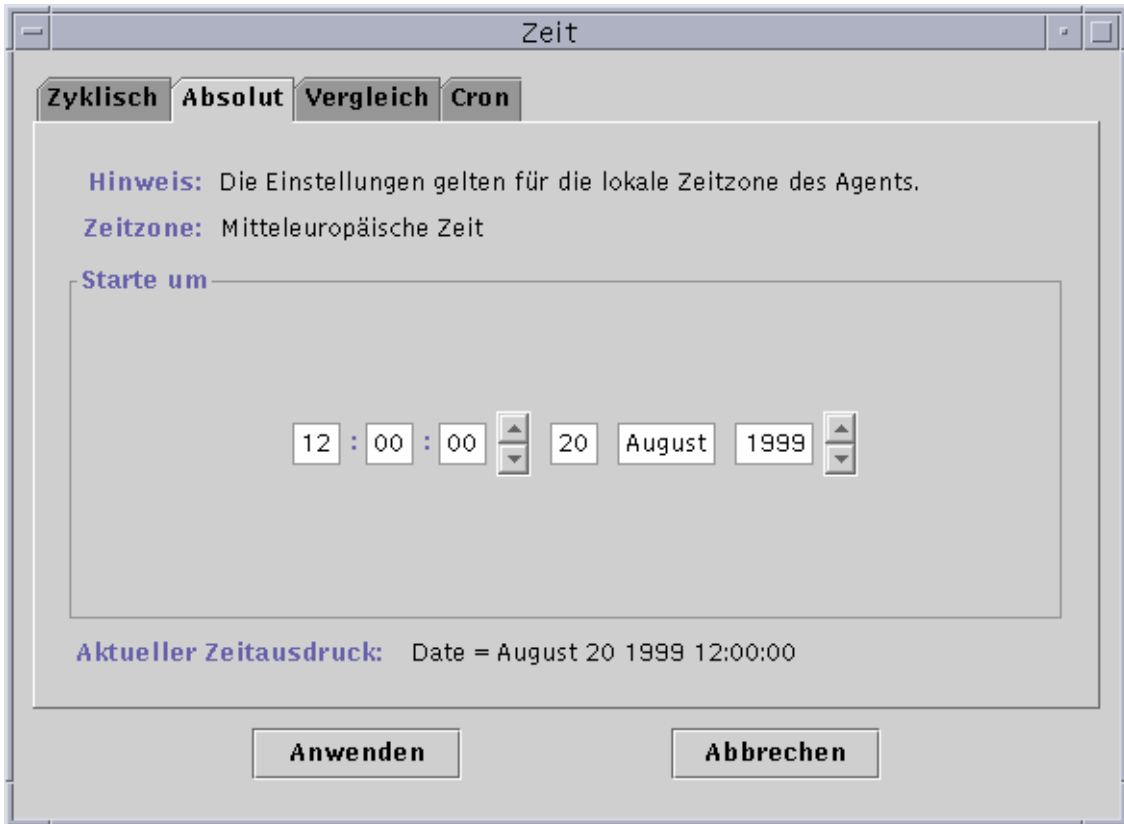 Zeit
Zyklisch Absolut Vergleich Cron
Hinweis: Die Einstellungen gelten für die lokale Zeitzone des Agents.
Zeitzone: Mitteleuropäische Zeit
Starte um
12 : 00 : 00 20 August 1999
Aktueller Zeitausdruck: Date = August 20 1999 12:00:00
Anwenden Abbrechen